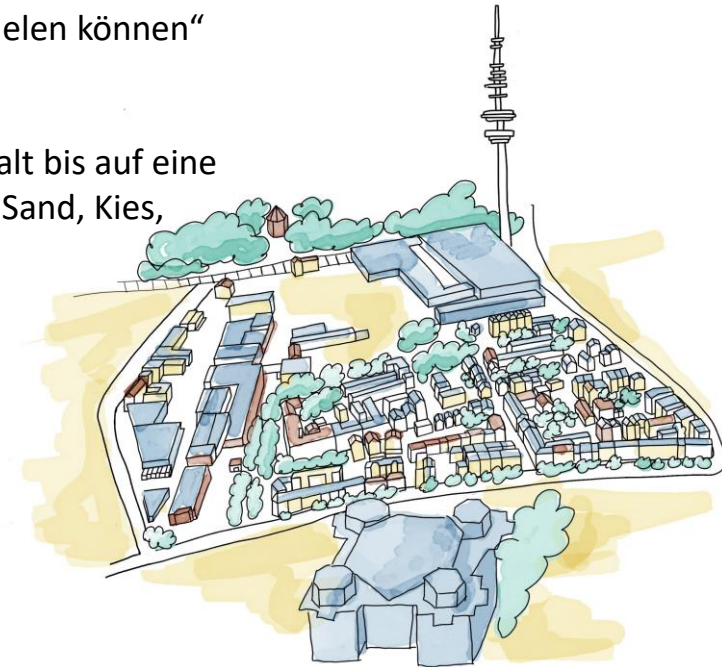 elen können“
alt bis auf eine
Sand, Kies,